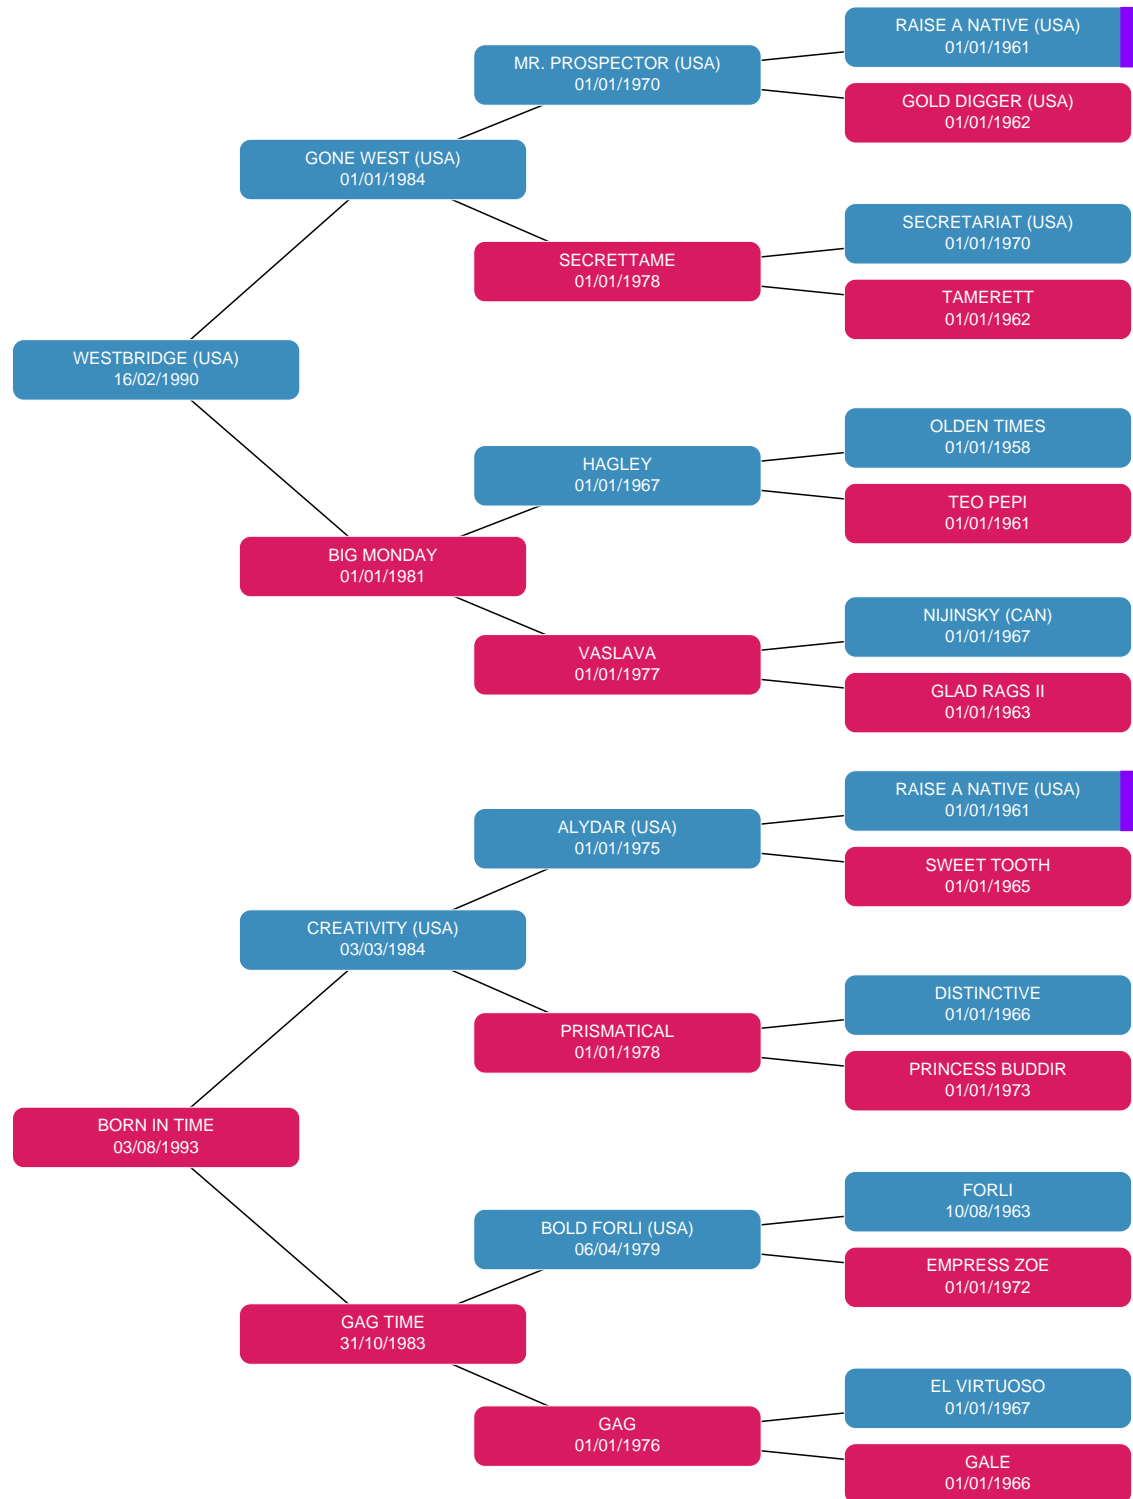 RAISE A NATIVE (USA)
01/01/1961
MR. PROSPECTOR (USA)
01/01/1970
GOLD DIGGER (USA)
01/01/1962
GONE WEST (USA)
01/01/1984
SECRETARIAT (USA)
01/01/1970
SECRETTAME
01/01/1978
TAMERETT
01/01/1962
WESTBRIDGE (USA)
16/02/1990
OLDEN TIMES
01/01/1958
HAGLEY
01/01/1967
TEO PEPI
01/01/1961
BIG MONDAY
01/01/1981
NIJINSKY (CAN)
01/01/1967
VASLAVA
01/01/1977
GLAD RAGS II
01/01/1963
RAISE A NATIVE (USA)
01/01/1961
ALYDAR (USA)
01/01/1975
SWEET TOOTH
01/01/1965
CREATIVITY (USA)
03/03/1984
DISTINCTIVE
01/01/1966
PRISMATICAL
01/01/1978
PRINCESS BUDDIR
01/01/1973
BORN IN TIME
03/08/1993
FORLI
10/08/1963
BOLD FORLI (USA)
06/04/1979
EMPRESS ZOE
01/01/1972
GAG TIME
31/10/1983
EL VIRTUOSO
01/01/1967
GAG
01/01/1976
GALE
01/01/1966